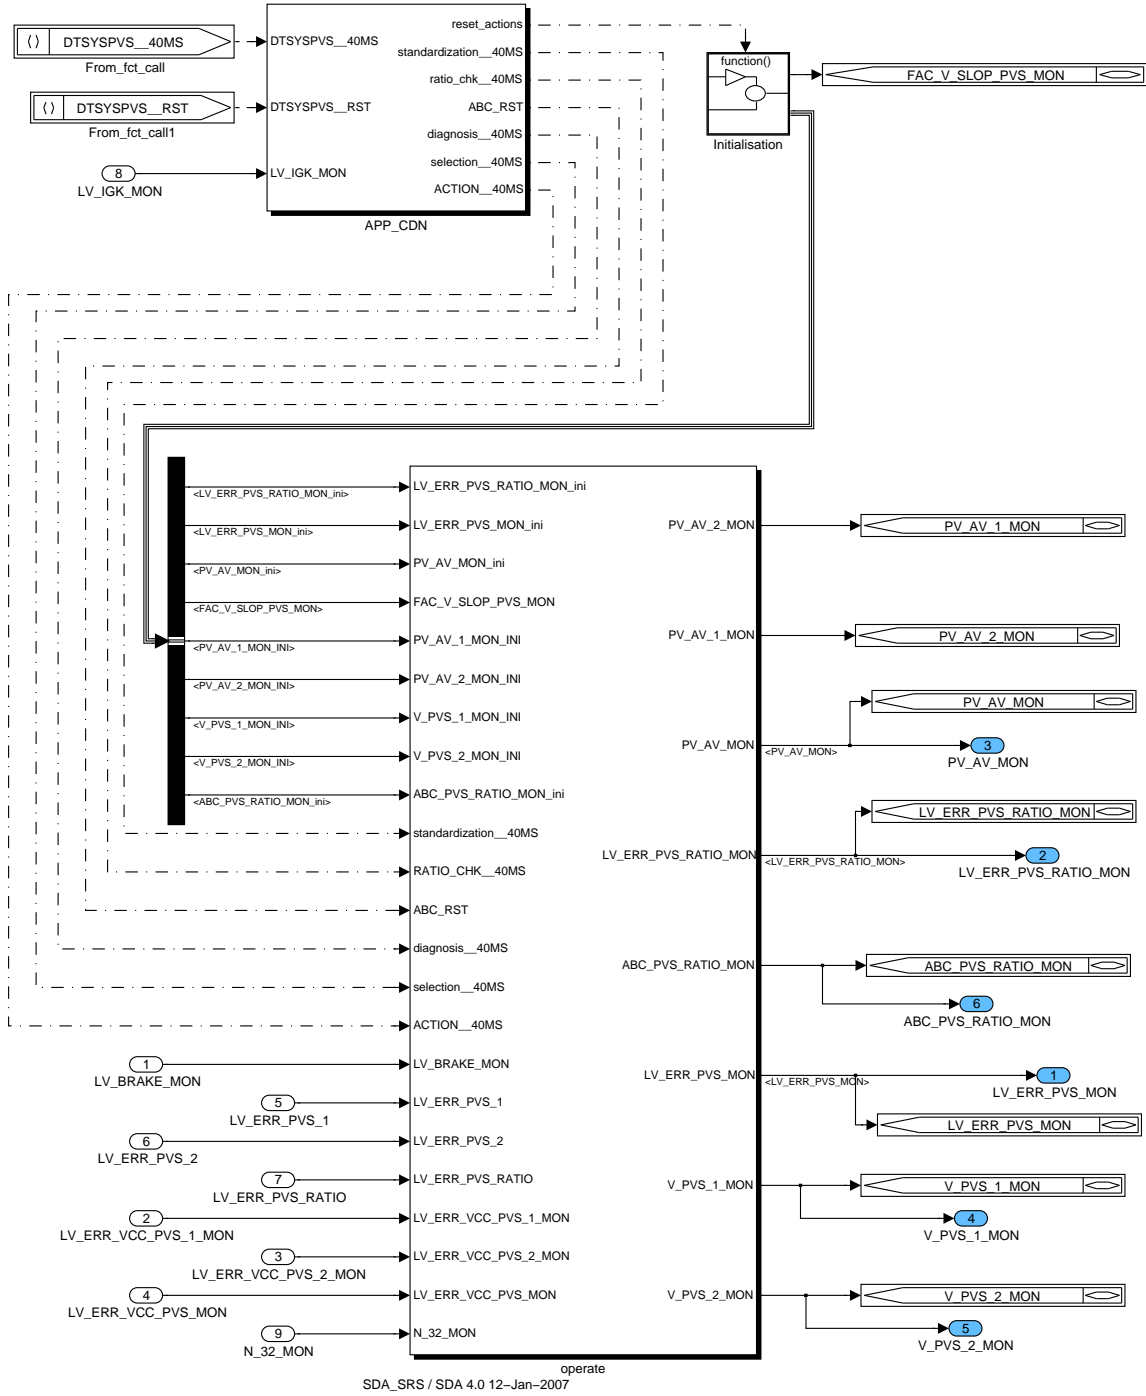 DTSYSPVS__40MS
From_fct_call
DTSYSPVS__RST
From_fct_call1
8
LV_IGK_MON
DTSYSPVS__40MS
DTSYSPVS__RST
LV_IGK_MON
reset_actions
standardization__40MS
ratio_chk__40MS
ABC_RST
diagnosis__40MS
selection__40MS
ACTION__40MS
APP_CDN
function()
Initialisation
FAC_V_SLOP_PVS_MON
<LV_ERR_PVS_RATIO_MON_ini>
<LV_ERR_PVS_MON_ini>
<PV_AV_MON_ini>
<FAC_V_SLOP_PVS_MON>
<PV_AV_1_MON_INI>
<PV_AV_2_MON_INI>
<V_PVS_1_MON_INI>
<V_PVS_2_MON_INI>
<ABC_PVS_RATIO_MON_ini>
1
LV_BRAKE_MON
5
LV_ERR_PVS_1
6
LV_ERR_PVS_2
7
LV_ERR_PVS_RATIO
2
LV_ERR_VCC_PVS_1_MON
3
LV_ERR_VCC_PVS_2_MON
4
LV_ERR_VCC_PVS_MON
9
N_32_MON
LV_ERR_PVS_RATIO_MON_ini
LV_ERR_PVS_MON_ini
PV_AV_MON_ini
FAC_V_SLOP_PVS_MON
PV_AV_1_MON_INI
PV_AV_2_MON_INI
V_PVS_1_MON_INI
V_PVS_2_MON_INI
ABC_PVS_RATIO_MON_ini
standardization__40MS
RATIO_CHK__40MS
ABC_RST
diagnosis__40MS
selection__40MS
ACTION__40MS
LV_BRAKE_MON
LV_ERR_PVS_1
LV_ERR_PVS_2
LV_ERR_PVS_RATIO
LV_ERR_VCC_PVS_1_MON
LV_ERR_VCC_PVS_2_MON
LV_ERR_VCC_PVS_MON
N_32_MON
PV_AV_2_MON
PV_AV_1_MON
PV_AV_MON
LV_ERR_PVS_RATIO_MON
ABC_PVS_RATIO_MON
LV_ERR_PVS_MON
V_PVS_1_MON
V_PVS_2_MON
operate
PV_AV_1_MON
PV_AV_2_MON
PV_AV_MON
<PV_AV_MON>
3
PV_AV_MON
LV_ERR_PVS_RATIO_MON
<LV_ERR_PVS_RATIO_MON>
2
LV_ERR_PVS_RATIO_MON
ABC_PVS_RATIO_MON
6
ABC_PVS_RATIO_MON
<LV_ERR_PVS_MON>
1
LV_ERR_PVS_MON
LV_ERR_PVS_MON
V_PVS_1_MON
4
V_PVS_1_MON
V_PVS_2_MON
5
V_PVS_2_MON
SDA_SRS / SDA 4.0 12–Jan–2007